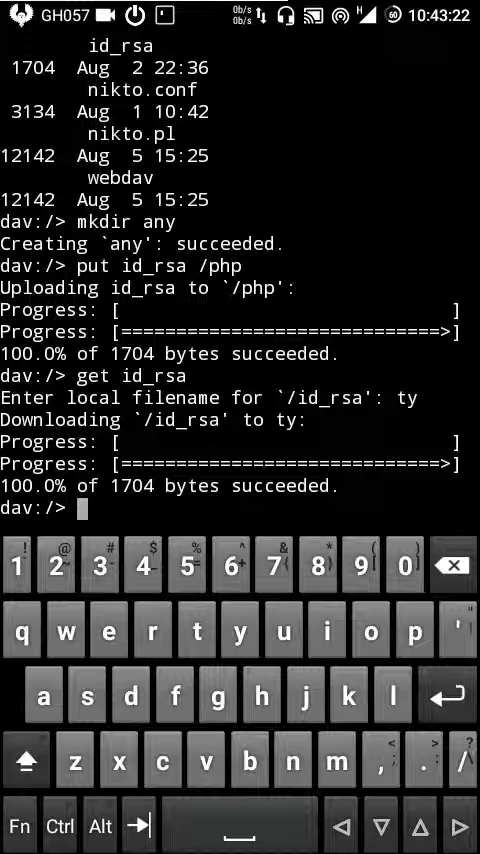 GH057 0b/s 0b/s H 60 10:43:22
id_rsa
1704 Aug 2 22:36
nikto.conf
3134 Aug 1 10:42
nikto.pl
12142 Aug 5 15:25
webdav
12142 Aug 5 15:25
dav:/> mkdir any
Creating `any': succeeded.
dav:/> put id_rsa /php
Uploading id_rsa to `/php':
Progress: [ ]
Progress: [=============================>]
100.0% of 1704 bytes succeeded.
dav:/> get id_rsa
Enter local filename for `/id_rsa': ty
Downloading `/id_rsa' to ty:
Progress: [ ]
Progress: [=============================>]
100.0% of 1704 bytes succeeded.
dav:/>
1 ! 2 @ ~ 3 # - 4 $ _ 5 % = 6 ^ + 7 & ( 8 * ) 9 ( [ 0 ) ]
q w e r t y u i o p ' "
a s d f g h j k l
z x c v b n m , < ; . > : / ?
Fn Ctrl Alt